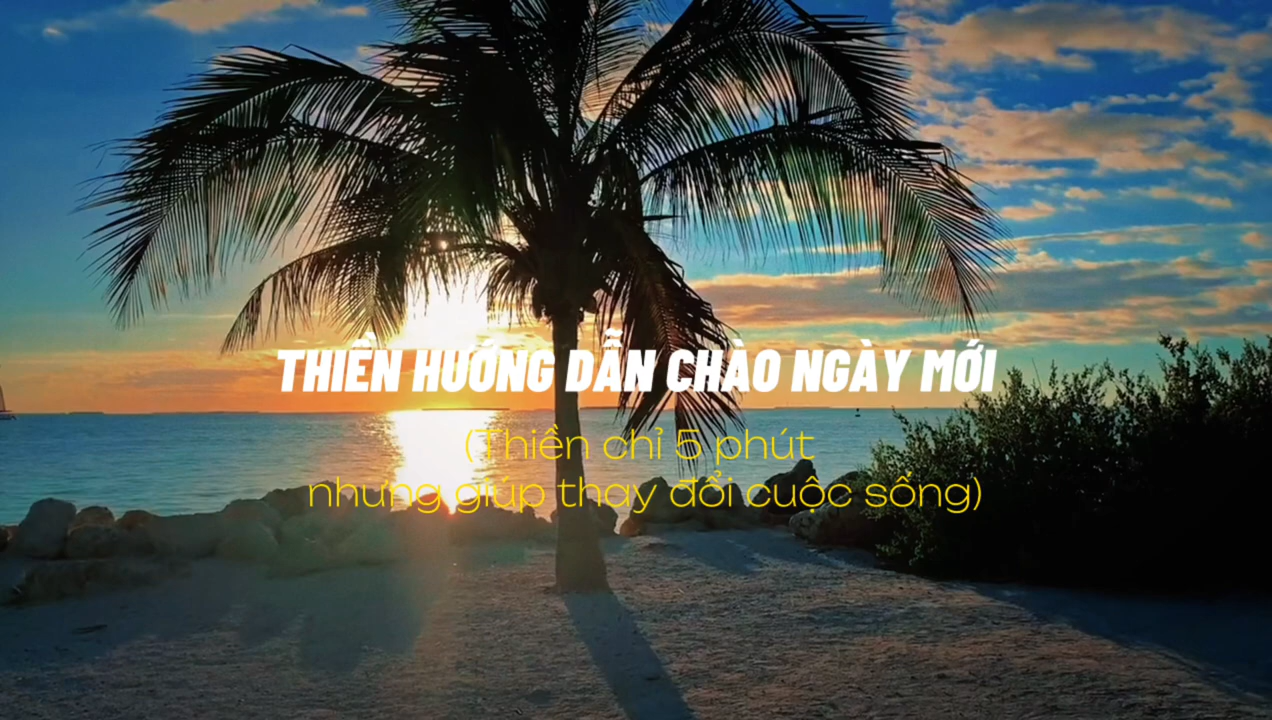 THIỀN HƯỚNG DẪN CHÀO NGÀY MỚI
(Thiền chỉ 5 phút
nhưng giúp thay đổi cuộc sống)